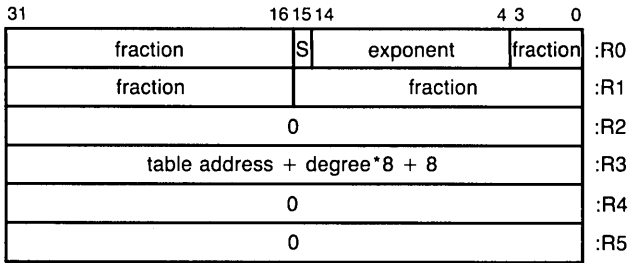 31 16 15 14 4 3 0
fraction S exponent fraction :R0
fraction fraction :R1
0 :R2
table address + degree*8 + 8 :R3
0 :R4
0 :R5